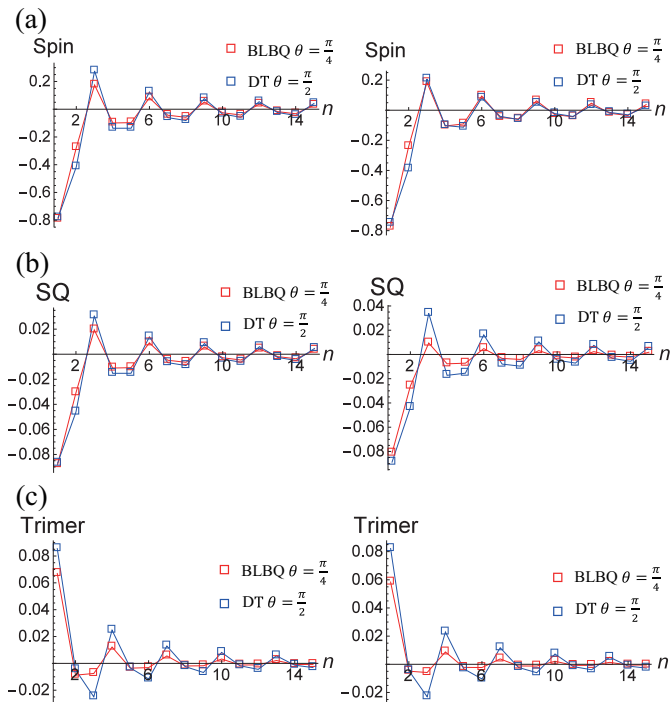 (a)
Spin
BLBQ θ = π/4
DT θ = π/2
0.2
−0.2
−0.4
−0.6
−0.8
2 6 10 14 n
Spin
BLBQ θ = π/4
DT θ = π/2
0.2
−0.2
−0.4
−0.6
−0.8
2 6 10 14 n
(b)
SQ
BLBQ θ = π/4
DT θ = π/2
0.02
−0.02
−0.04
−0.06
−0.08
2 6 10 14 n
SQ
BLBQ θ = π/4
DT θ = π/2
0.04
0.02
−0.02
−0.04
−0.06
−0.08
2 6 10 14 n
(c)
Trimer
BLBQ θ = π/4
DT θ = π/2
0.08
0.06
0.04
0.02
−0.02
2 6 10 14 n
Trimer
BLBQ θ = π/4
DT θ = π/2
0.08
0.06
0.04
0.02
−0.02
2 6 10 14 n